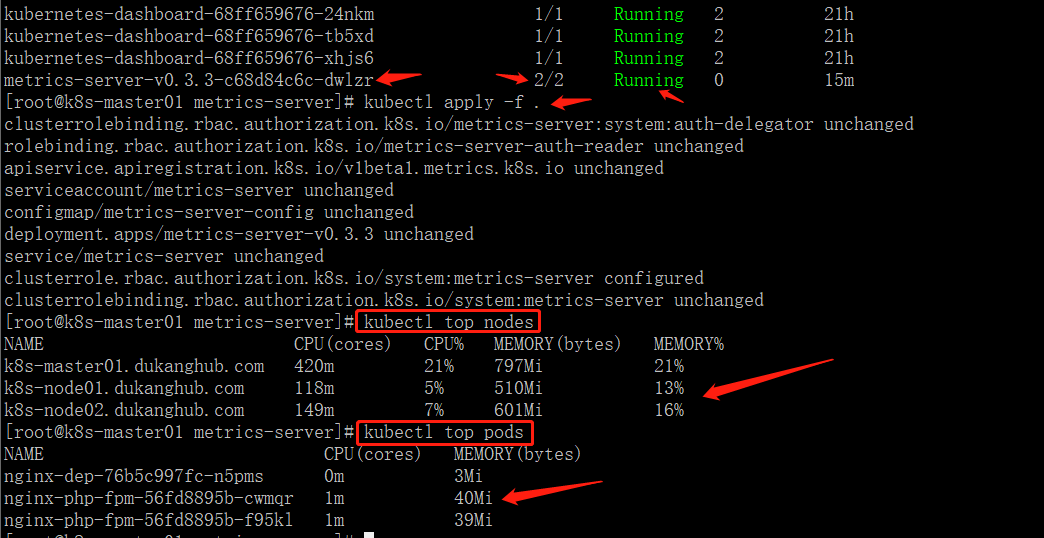 kubernetes-dashboard-68ff659676-24nkm 1/1 Running 2 21h
kubernetes-dashboard-68ff659676-tb5xd 1/1 Running 2 21h
kubernetes-dashboard-68ff659676-xhjs6 1/1 Running 2 21h
metrics-server-v0.3.3-c68d84c6c-dwlzr 2/2 Running 0 15m
[root@k8s-master01 metrics-server]# kubectl apply -f .
clusterrolebinding.rbac.authorization.k8s.io/metrics-server:system:auth-delegator unchanged
rolebinding.rbac.authorization.k8s.io/metrics-server-auth-reader unchanged
apiservice.apiregistration.k8s.io/v1beta1.metrics.k8s.io unchanged
serviceaccount/metrics-server unchanged
configmap/metrics-server-config unchanged
deployment.apps/metrics-server-v0.3.3 unchanged
service/metrics-server unchanged
clusterrole.rbac.authorization.k8s.io/system:metrics-server configured
clusterrolebinding.rbac.authorization.k8s.io/system:metrics-server unchanged
[root@k8s-master01 metrics-server]# kubectl top nodes
NAME CPU(cores) CPU% MEMORY(bytes) MEMORY%
k8s-master01.dukanghub.com 420m 21% 797Mi 21%
k8s-node01.dukanghub.com 118m 5% 510Mi 13%
k8s-node02.dukanghub.com 149m 7% 601Mi 16%
[root@k8s-master01 metrics-server]# kubectl top pods
NAME CPU(cores) MEMORY(bytes)
nginx-dep-76b5c997fc-n5pms 0m 3Mi
nginx-php-fpm-56fd8895b-cwmqr 1m 40Mi
nginx-php-fpm-56fd8895b-f95kl 1m 39Mi